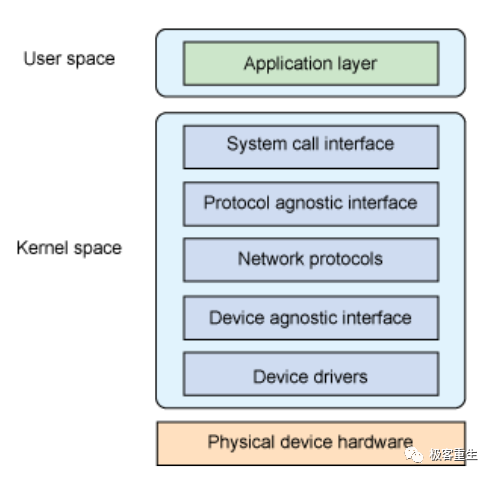 User space
Application layer
Kernel space
System call interface
Protocol agnostic interface
Network protocols
Device agnostic interface
Device drivers
Physical device hardware
极客重生